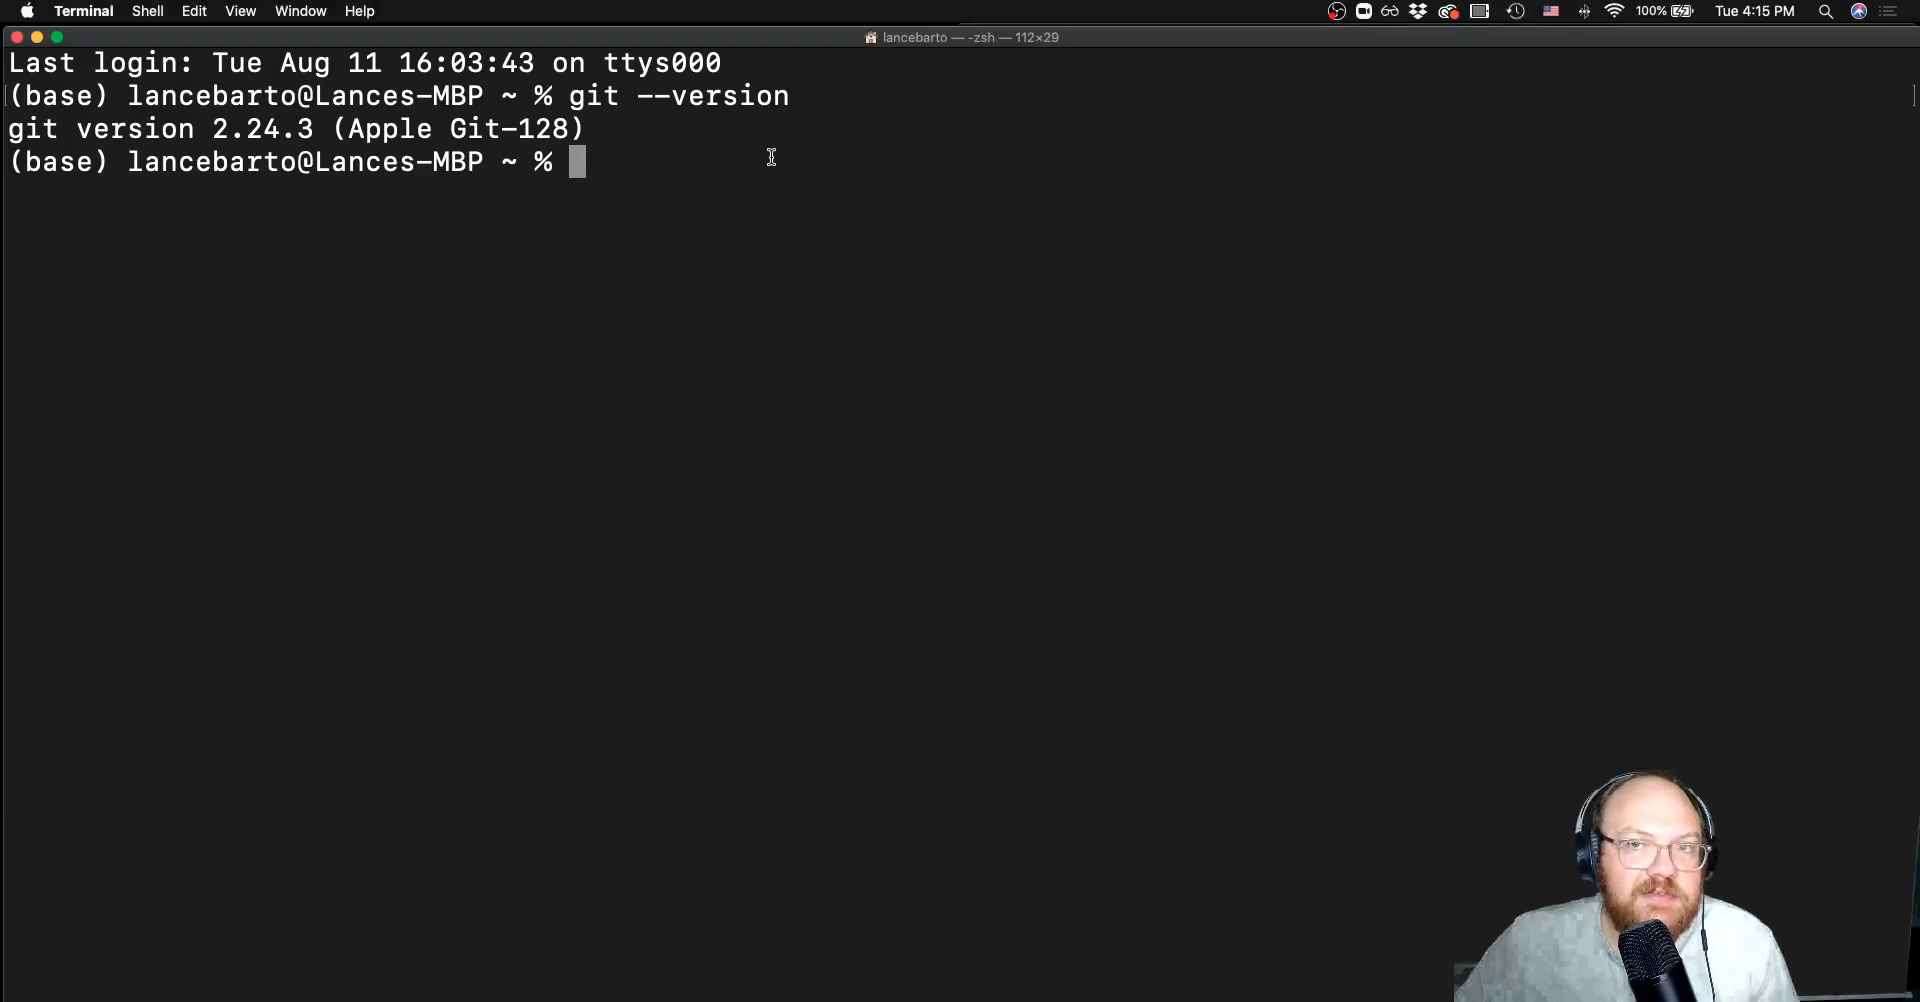 Terminal Shell Edit View Window Help 100% Tue 4:15 PM
lancebarto — -zsh — 112×29
Last login: Tue Aug 11 16:03:43 on ttys000
(base) lancebarto@Lances-MBP ~ % git --version
git version 2.24.3 (Apple Git-128)
(base) lancebarto@Lances-MBP ~ %